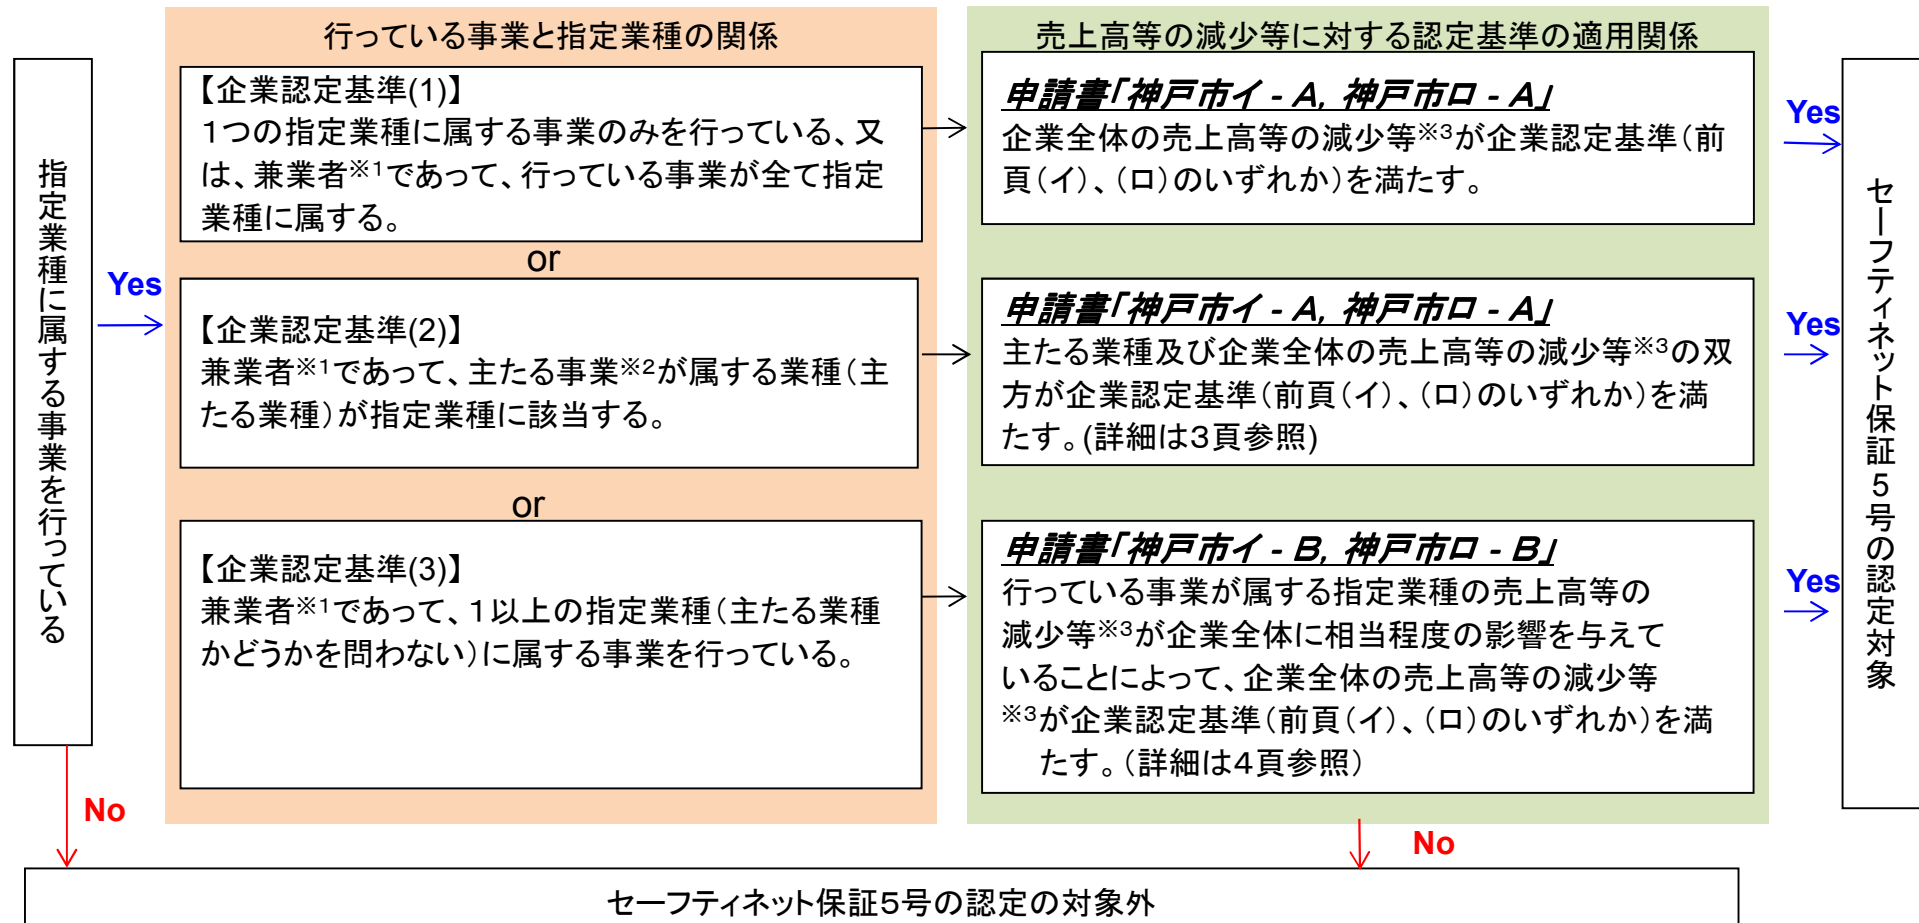 指定業種に属する事業を行っている
Yes
No
行っている事業と指定業種の関係
【企業認定基準(1)】
１つの指定業種に属する事業のみを行っている、又
は、兼業者※1であって、行っている事業が全て指定
業種に属する。
or
【企業認定基準(2)】
兼業者※1であって、主たる事業※2が属する業種（主
たる業種）が指定業種に該当する。
or
【企業認定基準(3)】
兼業者※1であって、１以上の指定業種（主たる業種
かどうかを問わない）に属する事業を行っている。
売上高等の減少等に対する認定基準の適用関係
申請書「神戸市イ - A, 神戸市ロ - A」
企業全体の売上高等の減少等※3が企業認定基準（前
頁（イ）、（ロ）のいずれか）を満たす。
Yes
申請書「神戸市イ - A, 神戸市ロ - A」
主たる業種及び企業全体の売上高等の減少等※3の双
方が企業認定基準（前頁（イ）、（ロ）のいずれか）を満
たす。(詳細は３頁参照)
Yes
申請書「神戸市イ - B, 神戸市ロ - B」
行っている事業が属する指定業種の売上高等の
減少等※3が企業全体に相当程度の影響を与えて
いることによって、企業全体の売上高等の減少等
※3が企業認定基準（前頁（イ）、（ロ）のいずれか）を満
たす。（詳細は４頁参照）
Yes
No
セーフティネット保証５号の認定対象
セーフティネット保証５号の認定の対象外